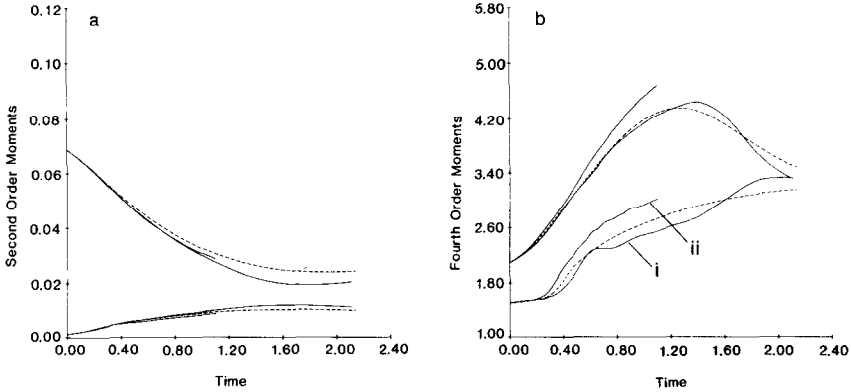 a
0.12
0.10
0.08
0.06
0.04
0.02
0.00
Second Order Moments
0.00 0.40 0.80 1.20 1.60 2.00 2.40
Time
b
5.80
5.00
4.20
3.40
2.60
1.80
1.00
Fourth Order Moments
ii
i
0.00 0.40 0.80 1.20 1.60 2.00 2.40
Time